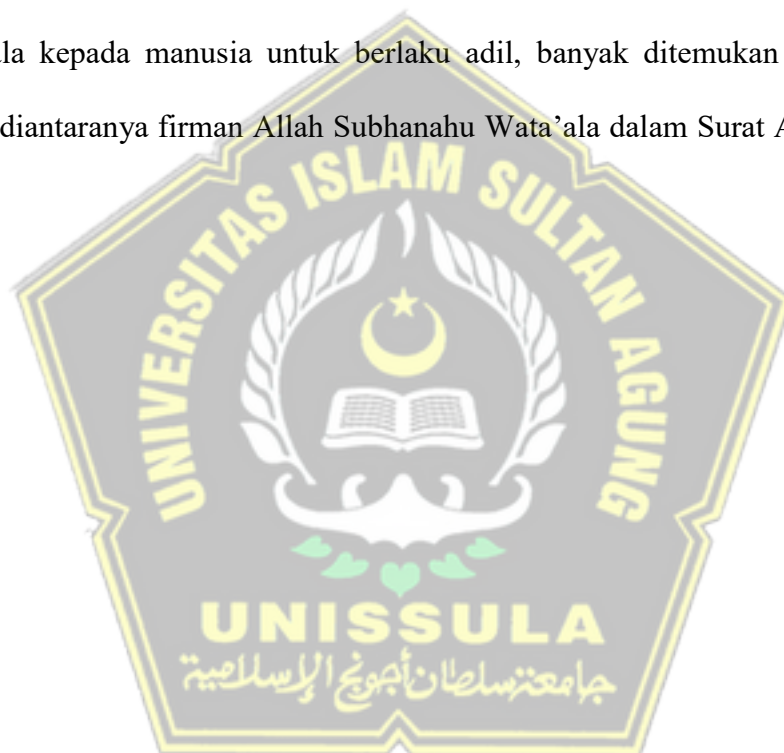 ala kepada manusia untuk berlaku adil, banyak ditemukan
diantaranya firman Allah Subhanahu Wata’ala dalam Surat A
UNIVERSITAS ISLAM SULTAN AGUNG
UNISSULA
جامعة سلطان أجونج الإسلامية